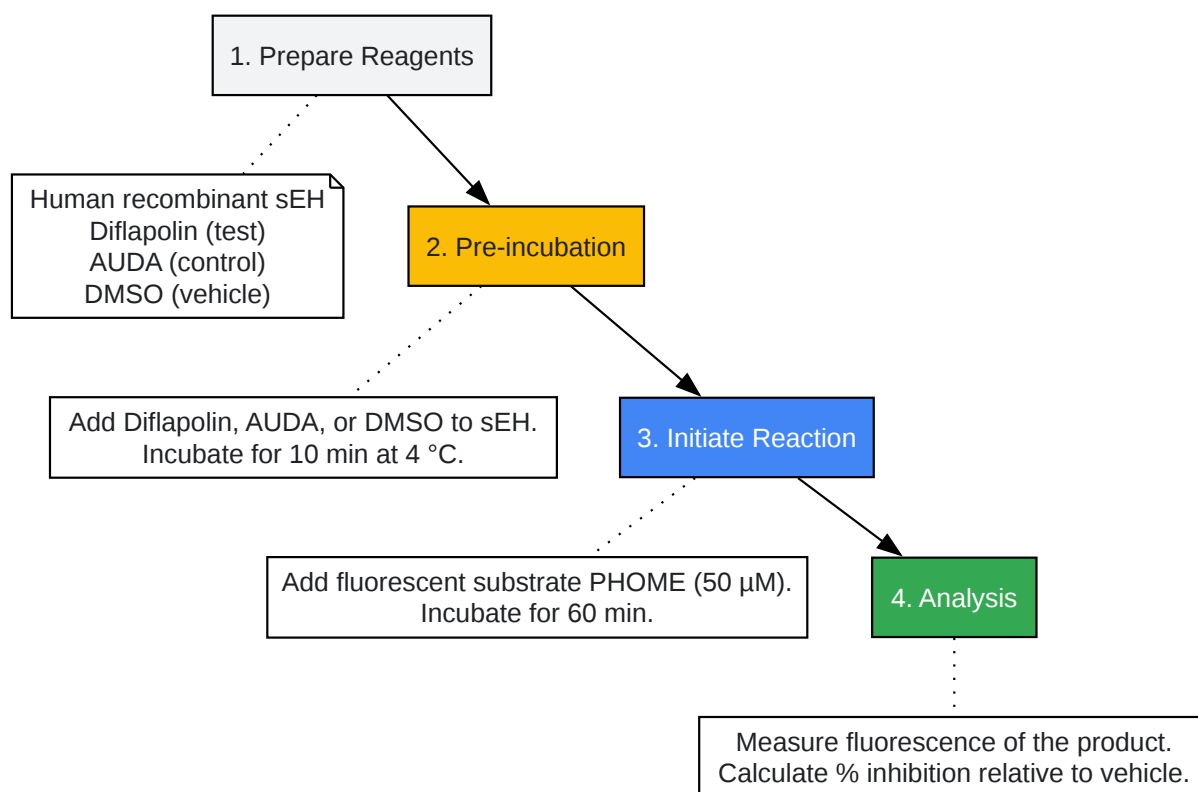 1. Prepare Reagents
Human recombinant sEH
Diflapolin (test)
AUDA (control)
DMSO (vehicle)
2. Pre-incubation
Add Diflapolin, AUDA, or DMSO to sEH.
Incubate for 10 min at 4 °C.
3. Initiate Reaction
Add fluorescent substrate PHOME (50 µM).
Incubate for 60 min.
4. Analysis
Measure fluorescence of the product.
Calculate % inhibition relative to vehicle.